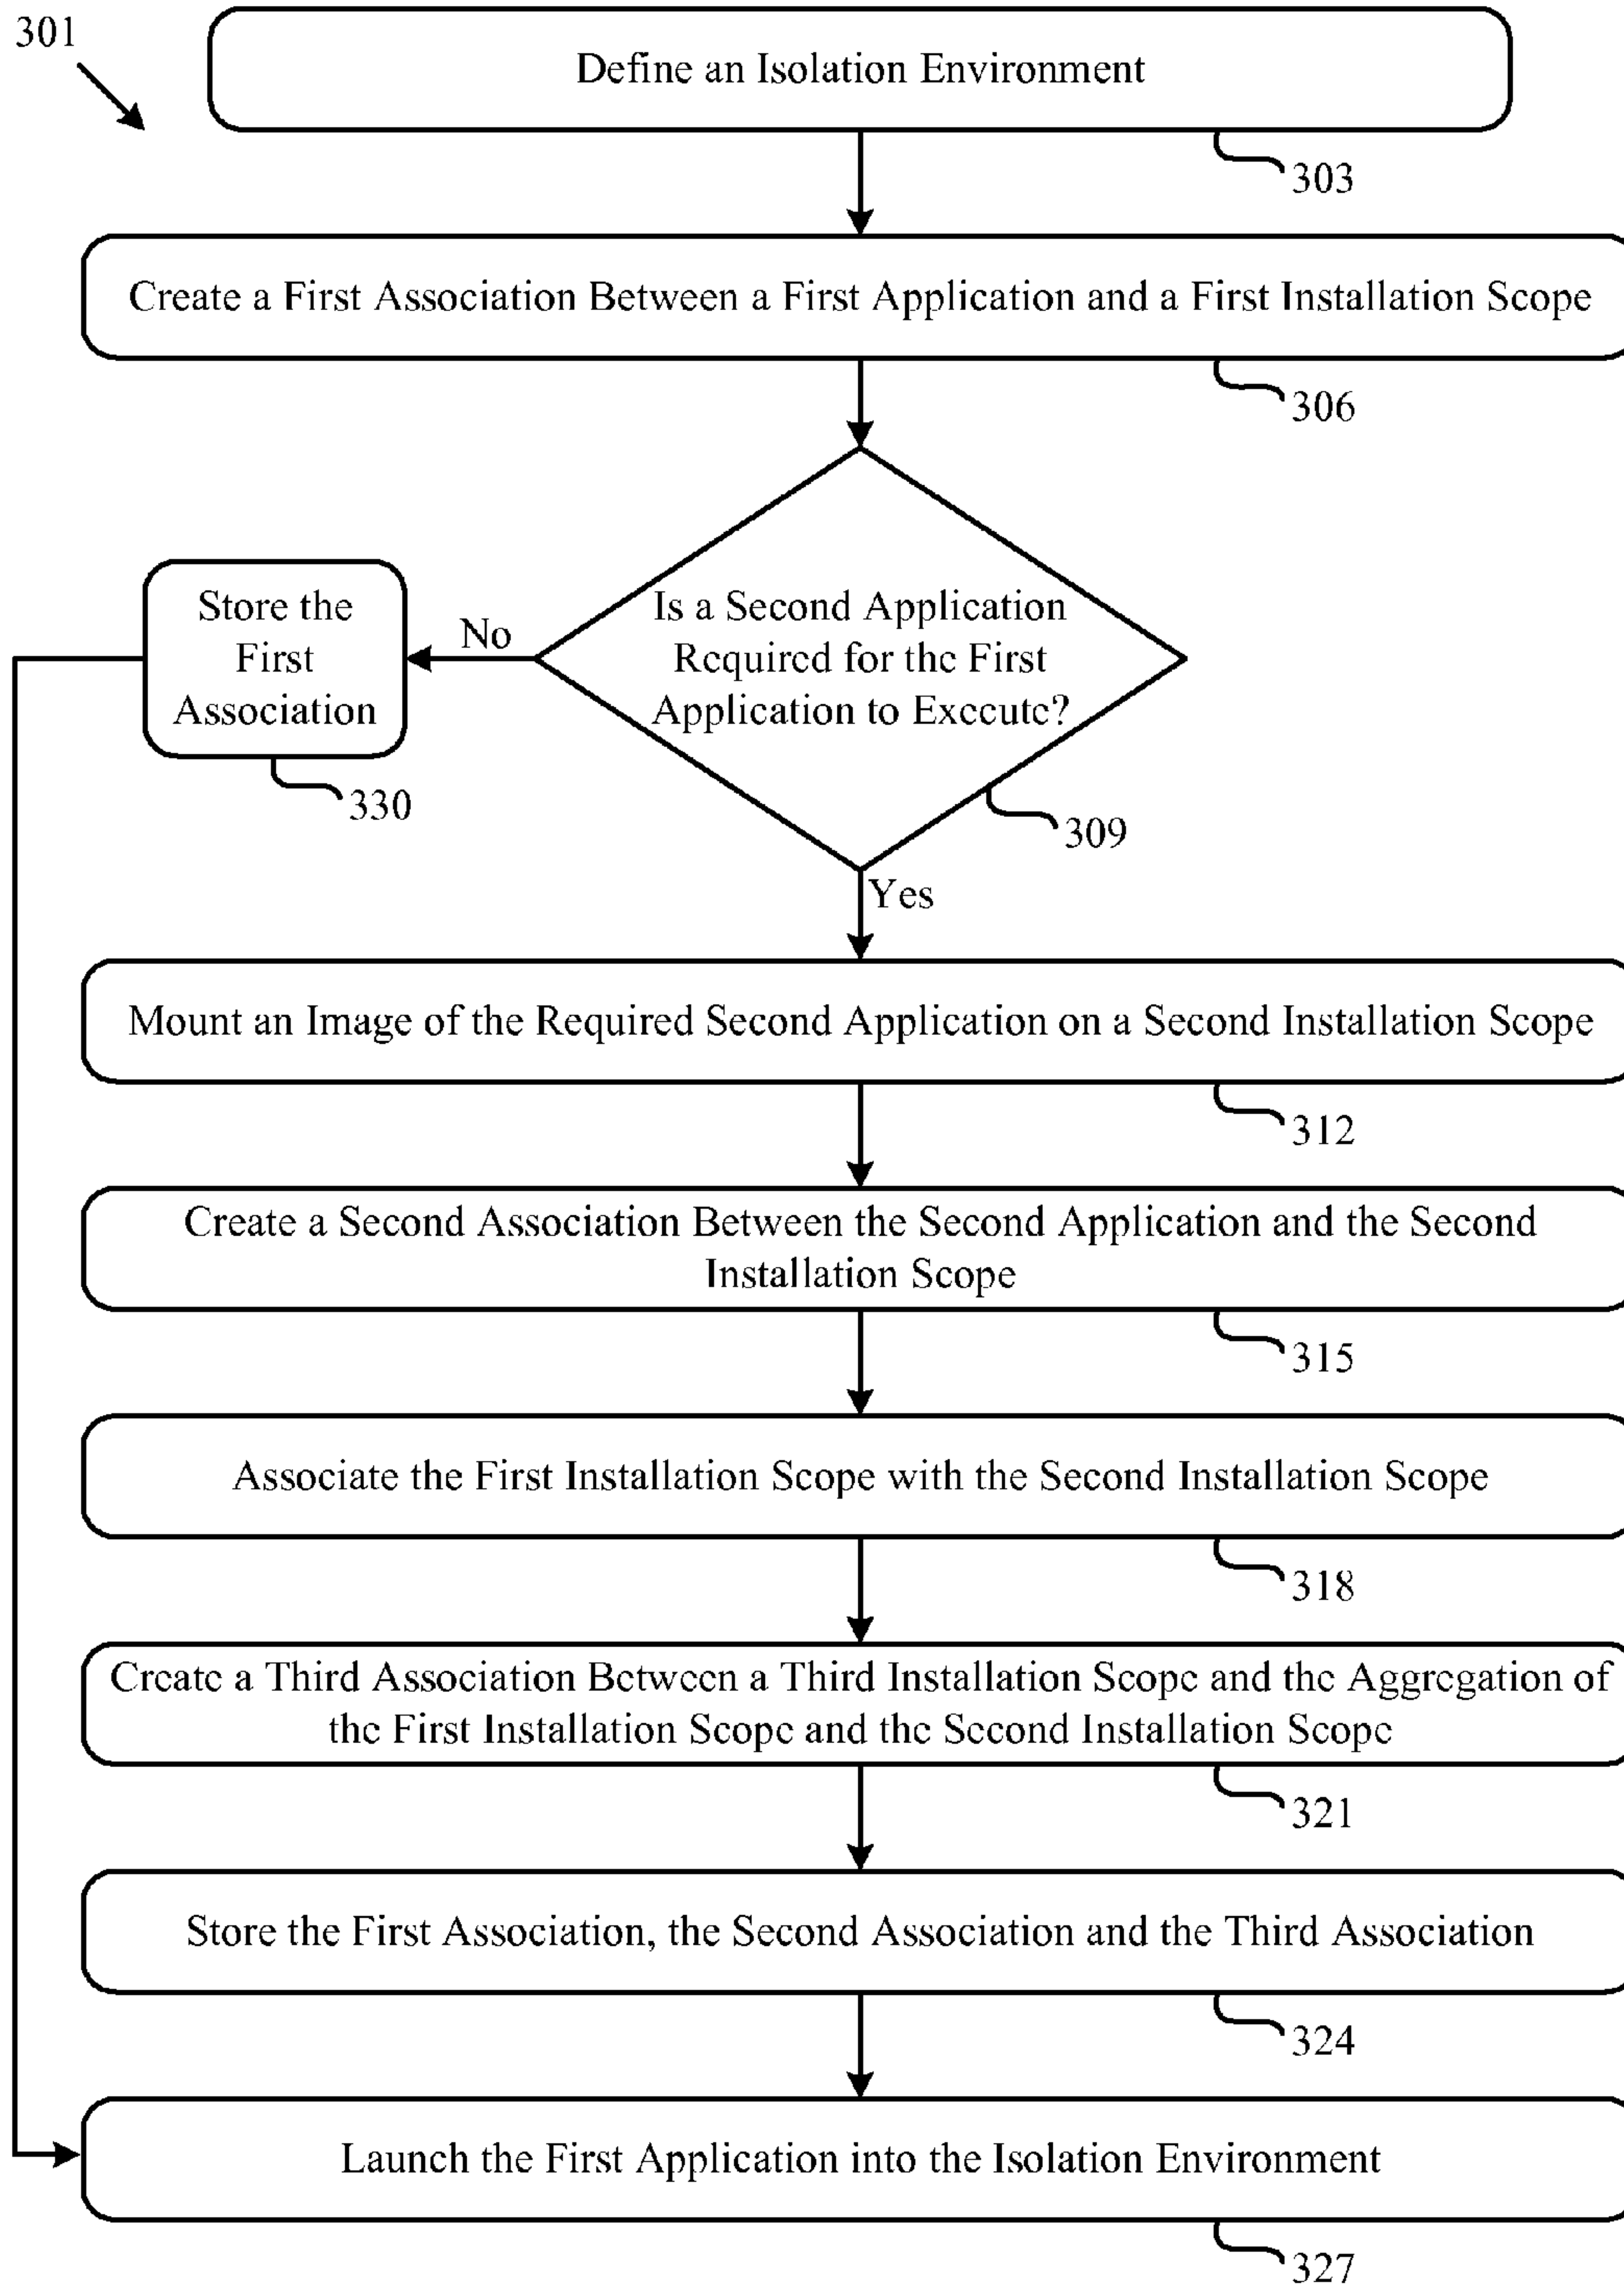 301
Define an Isolation Environment
303
Create a First Association Between a First Application and a First Installation Scope
306
Is a Second Application
Required for the First
Application to Execute?
309
No
Store the
First
Association
330
Yes
Mount an Image of the Required Second Application on a Second Installation Scope
312
Create a Second Association Between the Second Application and the Second
Installation Scope
315
Associate the First Installation Scope with the Second Installation Scope
318
Create a Third Association Between a Third Installation Scope and the Aggregation of
the First Installation Scope and the Second Installation Scope
321
Store the First Association, the Second Association and the Third Association
324
Launch the First Application into the Isolation Environment
327